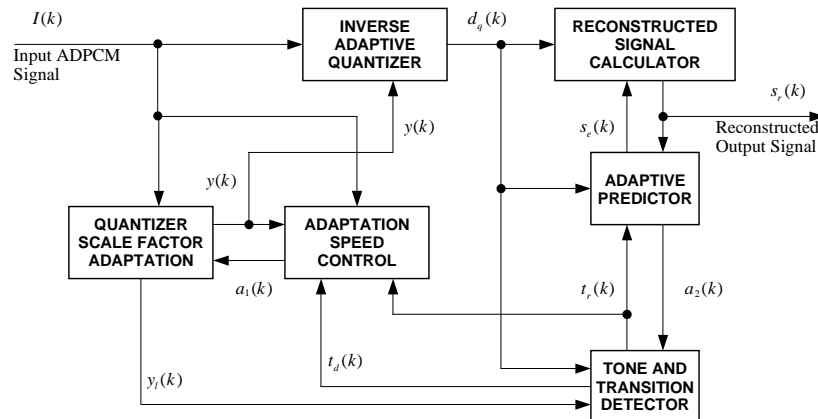 I(k)
Input ADPCM
Signal
INVERSE
ADAPTIVE
QUANTIZER
d_q(k)
RECONSTRUCTED
SIGNAL
CALCULATOR
s_r(k)
Reconstructed
Output Signal
y(k)
s_e(k)
y(k)
QUANTIZER
SCALE FACTOR
ADAPTATION
ADAPTATION
SPEED
CONTROL
ADAPTIVE
PREDICTOR
a_1(k)
t_r(k)
a_2(k)
y_l(k)
t_d(k)
TONE AND
TRANSITION
DETECTOR